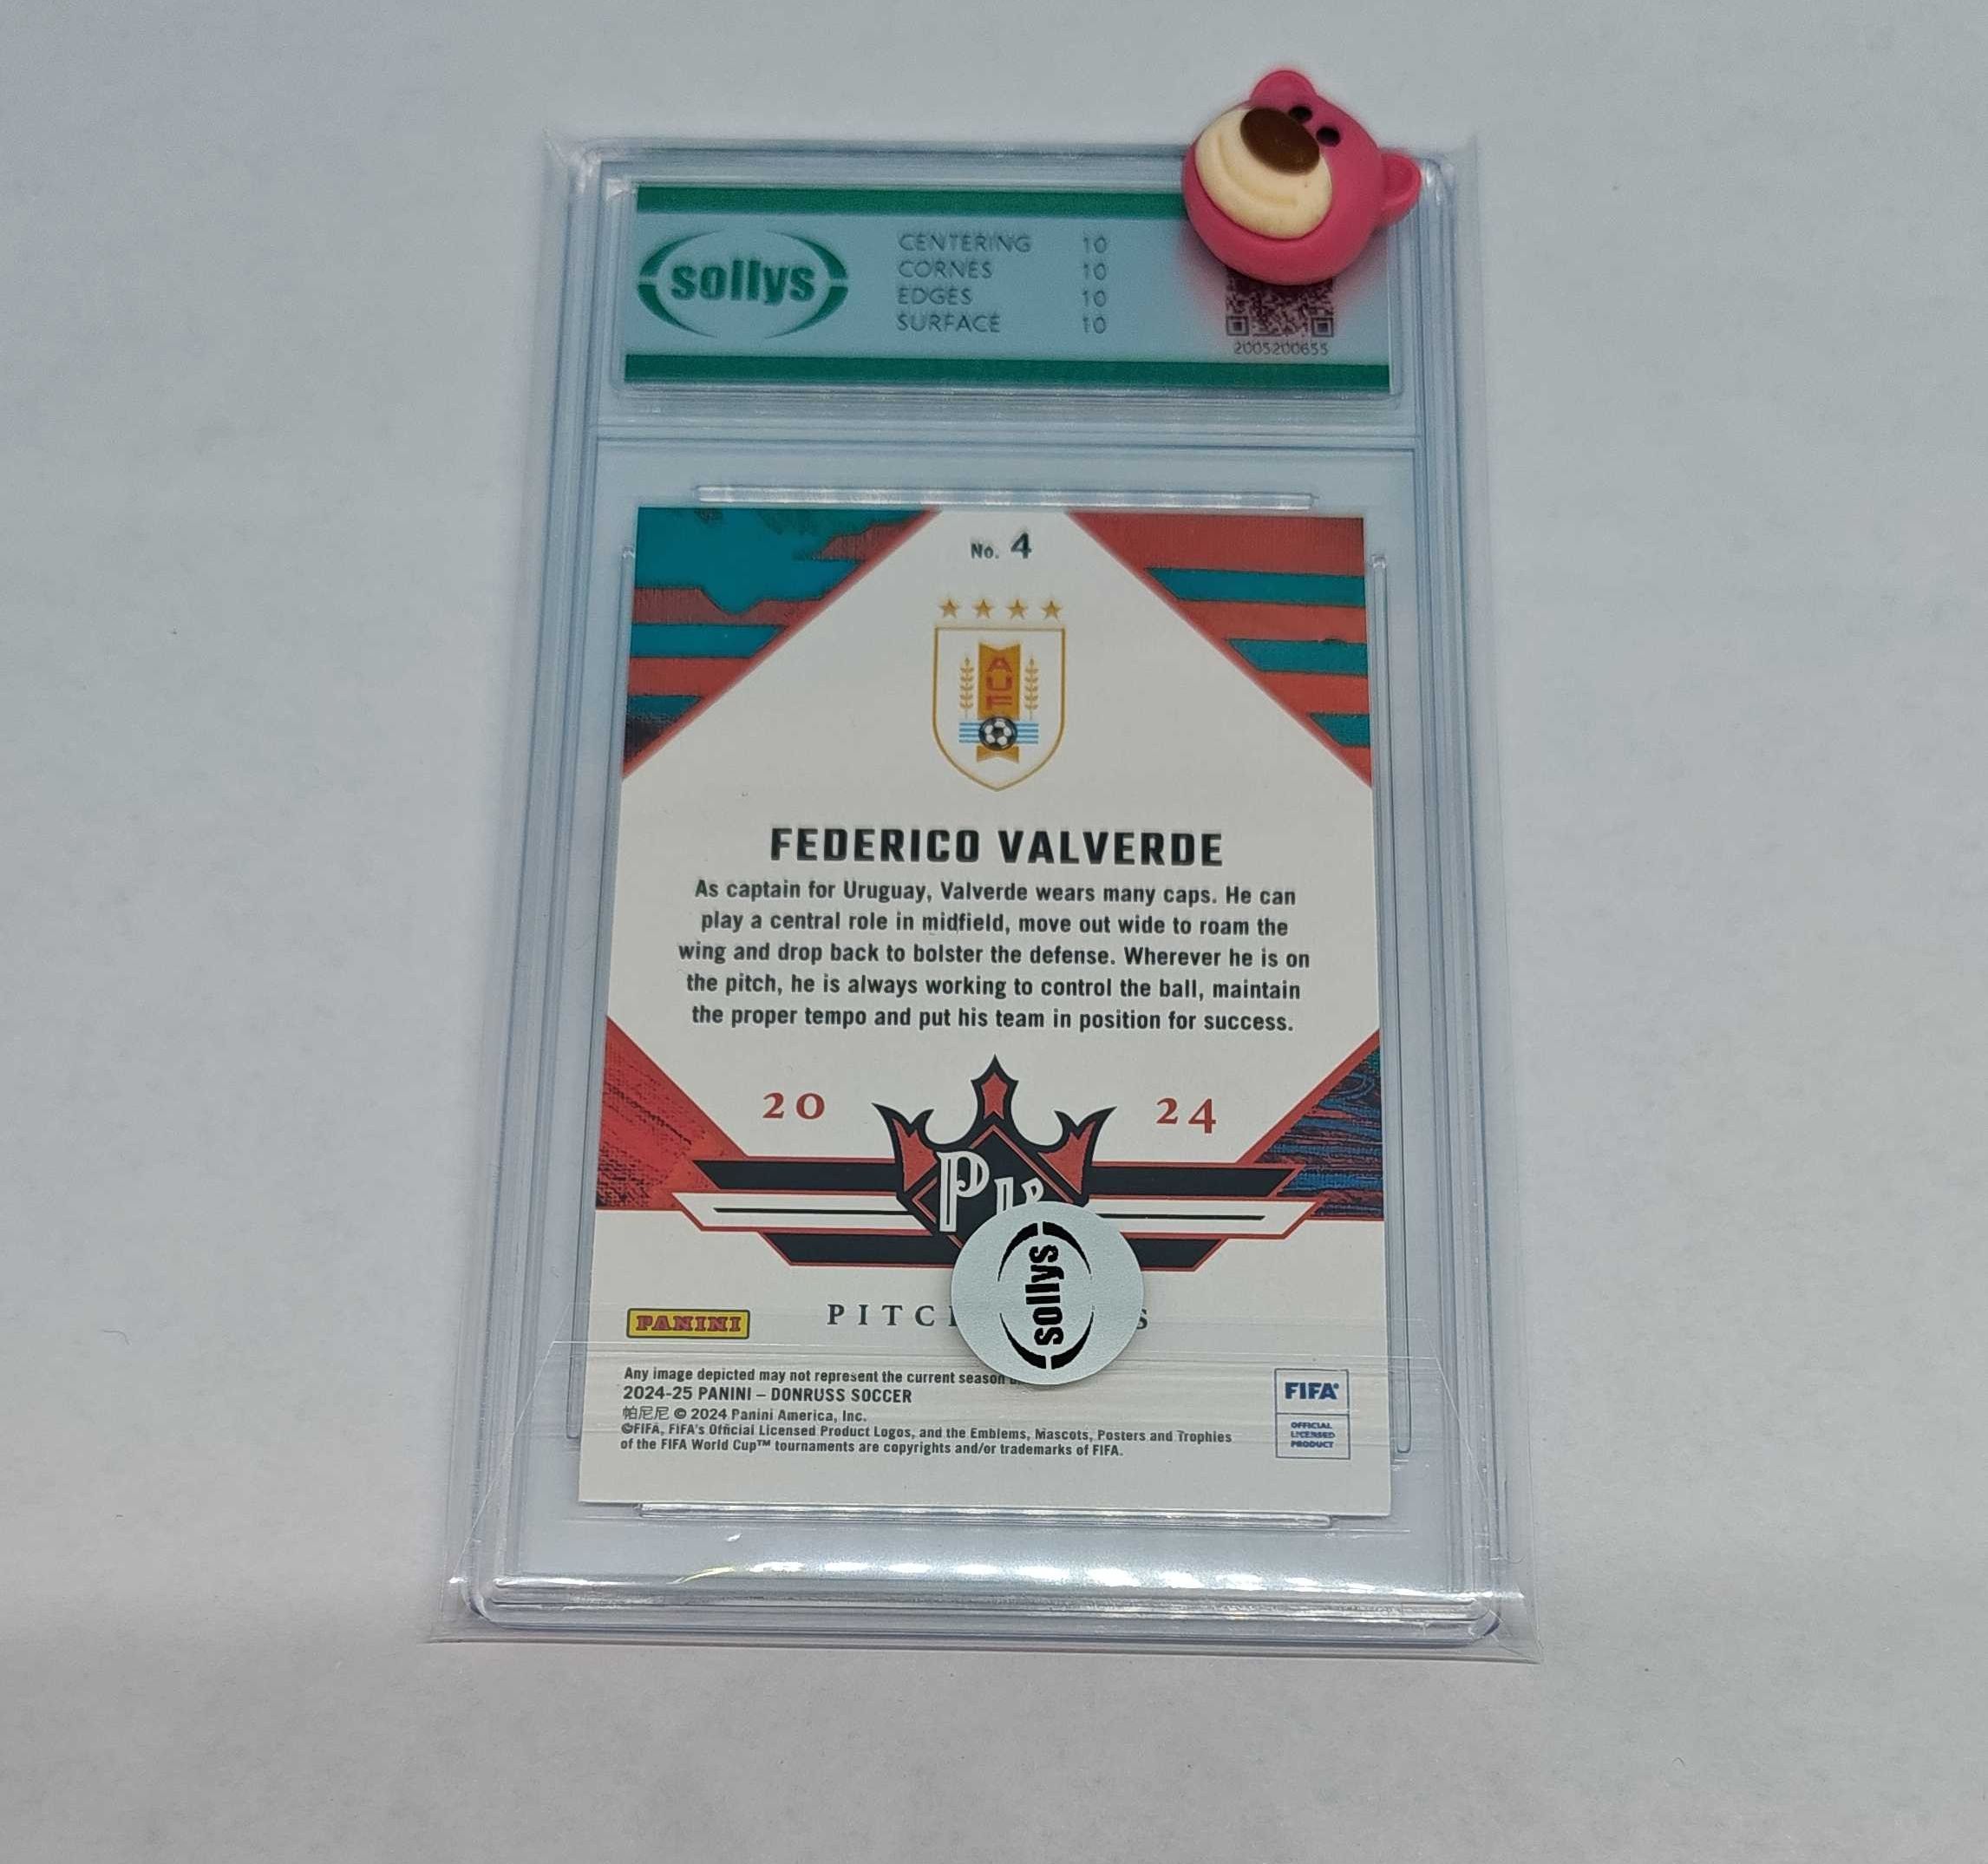 sollys
CENTERING 10
CORNES 10
EDGES 10
SURFACE 10
2005200655
No. 4
AUF
FEDERICO VALVERDE
As captain for Uruguay, Valverde wears many caps. He can
play a central role in midfield, move out wide to roam the
wing and drop back to bolster the defense. Wherever he is on
the pitch, he is always working to control the ball, maintain
the proper tempo and put his team in position for success.
20 24
sollys
PANINI
Any image depicted may not represent the current season
2024-25 PANINI – DONRUSS SOCCER
帕尼尼 © 2024 Panini America, Inc.
©FIFA, FIFA's Official Licensed Product Logos, and the Emblems, Mascots, Posters and Trophies
of the FIFA World Cup™ tournaments are copyrights and/or trademarks of FIFA.
FIFA
OFFICIAL
LICENSED
PRODUCT